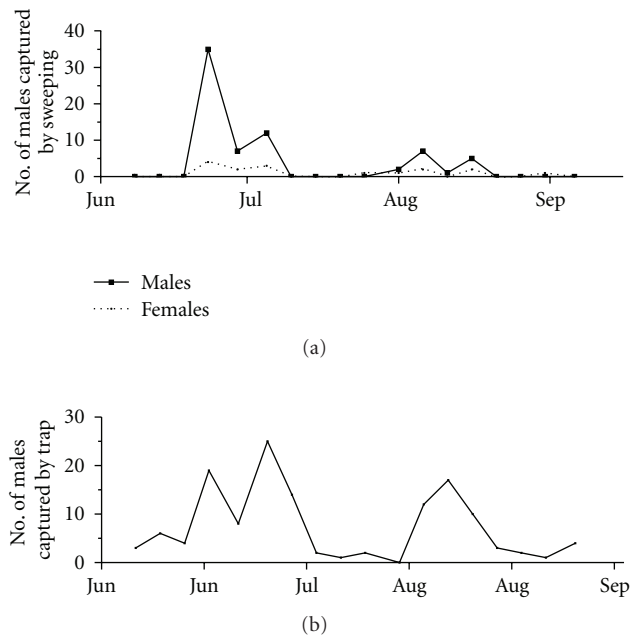 No. of males captured
by sweeping
40
30
20
10
0
Jun Jul Aug Sep
Males
Females
(a)
No. of males
captured by trap
30
20
10
0
Jun Jun Jul Aug Aug Sep
(b)